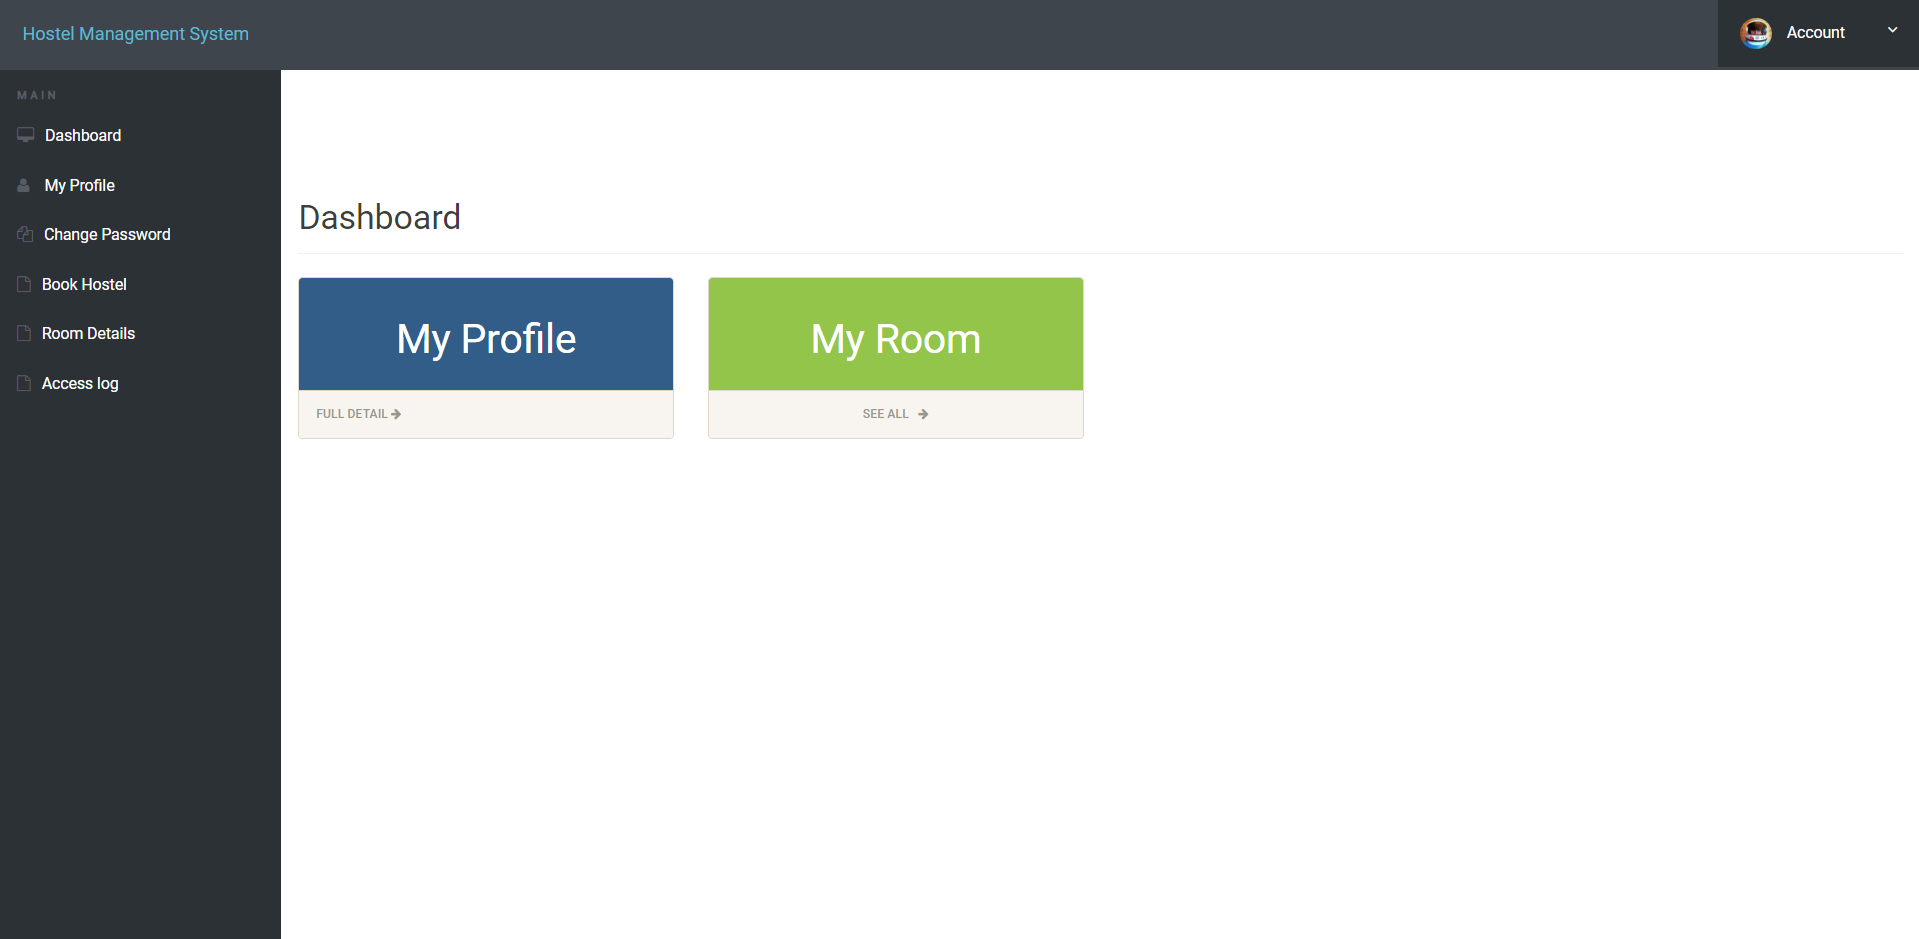 Hostel Management System
Account
MAIN
Dashboard
My Profile
Change Password
Book Hostel
Room Details
Access log
Dashboard
My Profile
FULL DETAIL
My Room
SEE ALL